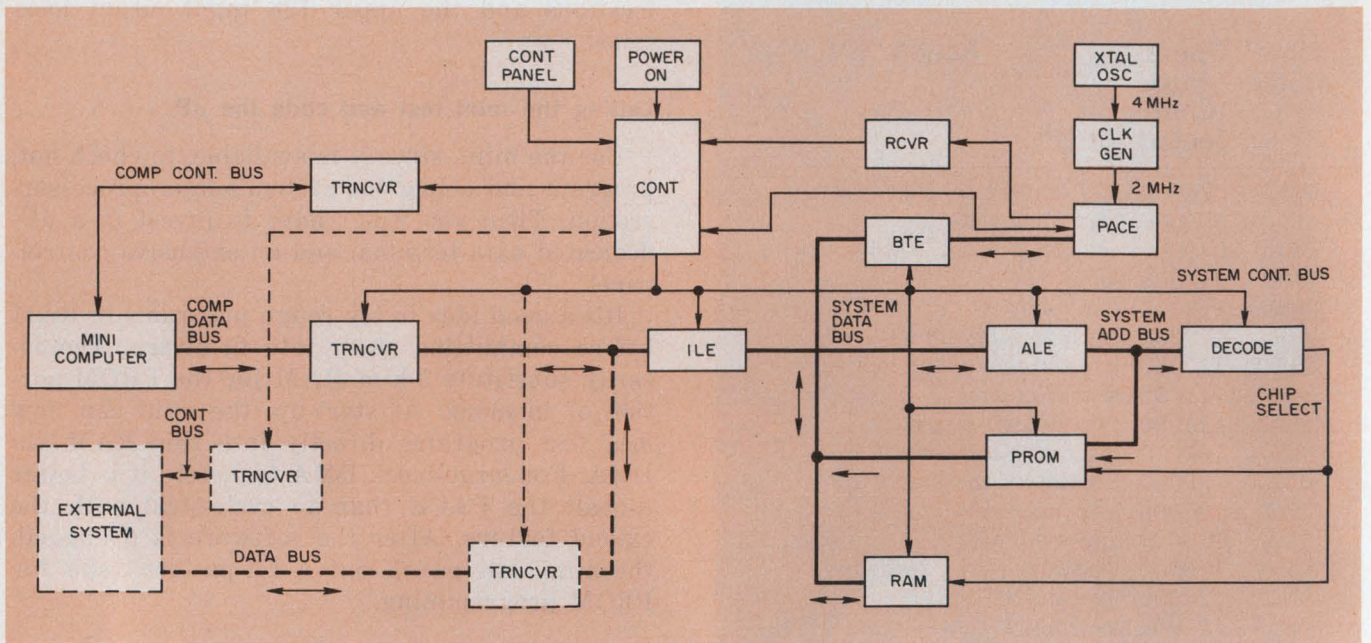 CONT
PANEL
POWER
ON
XTAL
OSC
4 MHz
CLK
GEN
RCVR
CONT
COMP CONT. BUS
TRNCVR
2 MHz
PACE
BTE
SYSTEM CONT. BUS
COMP
DATA
BUS
SYSTEM
DATA
BUS
SYSTEM
ADD BUS
MINI
COMPUTER
TRNCVR
ILE
ALE
DECODE
CHIP
SELECT
CONT
BUS
TRNCVR
PROM
EXTERNAL
SYSTEM
DATA BUS
TRNCVR
RAM